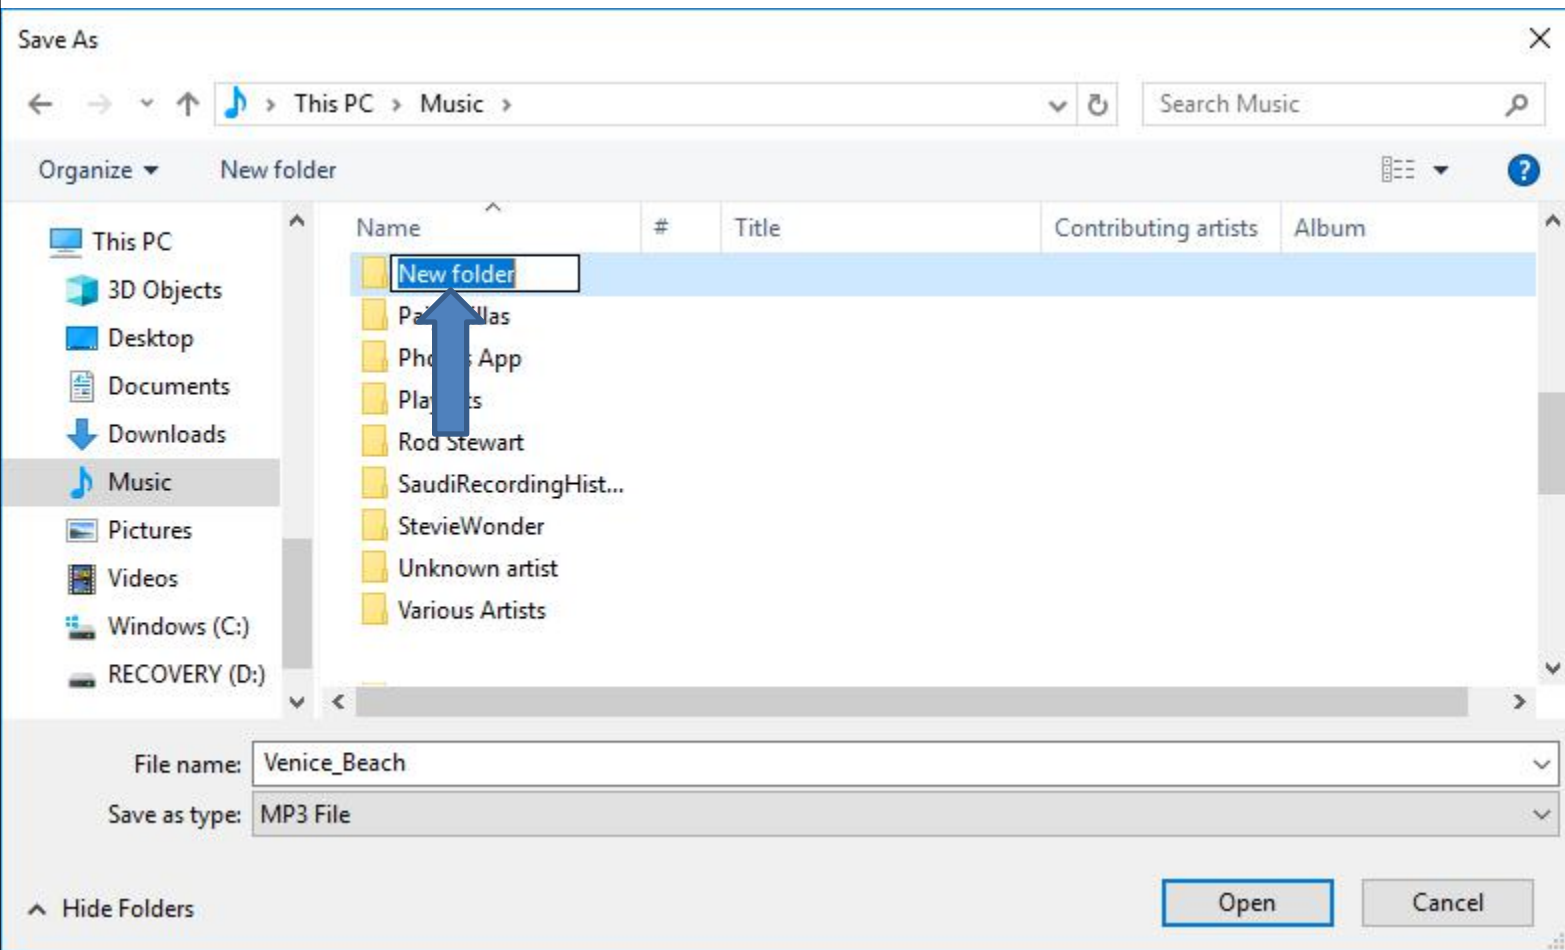 Save As
This PC > Music >
Search Music
Organize
New folder
?
This PC
3D Objects
Desktop
Documents
Downloads
Music
Pictures
Videos
Windows (C:)
RECOVERY (D:)
Name # Title Contributing artists Album
New folder
App
Rod Stewart
SaudiRecordingHist...
StevieWonder
Unknown artist
Various Artists
File name: Venice_Beach
Save as type: MP3 File
Hide Folders
Open
Cancel